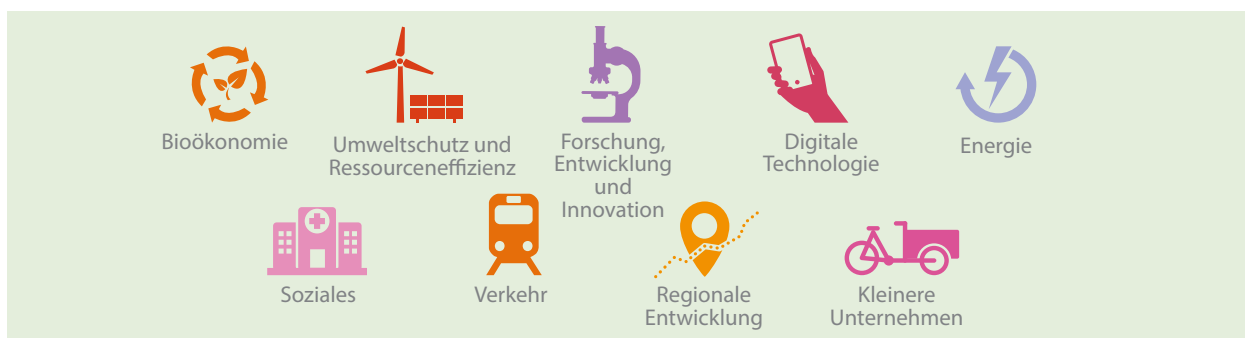 Bioökonomie
Umweltschutz und
Ressourceneffizienz
Forschung,
Entwicklung
und
Innovation
Digitale
Technologie
Energie
Soziales
Verkehr
Regionale
Entwicklung
Kleinere
Unternehmen